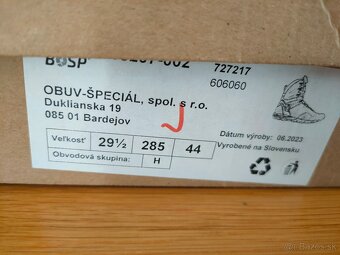 BOSP 727217
606060
OBUV-ŠPECIÁL, spol. s r.o.
Duklianska 19
085 01 Bardejov
Dátum výroby: 06.2023
Vyrobené na Slovensku
Veľkosť 29½ 285 44
Obvodová skupina: H